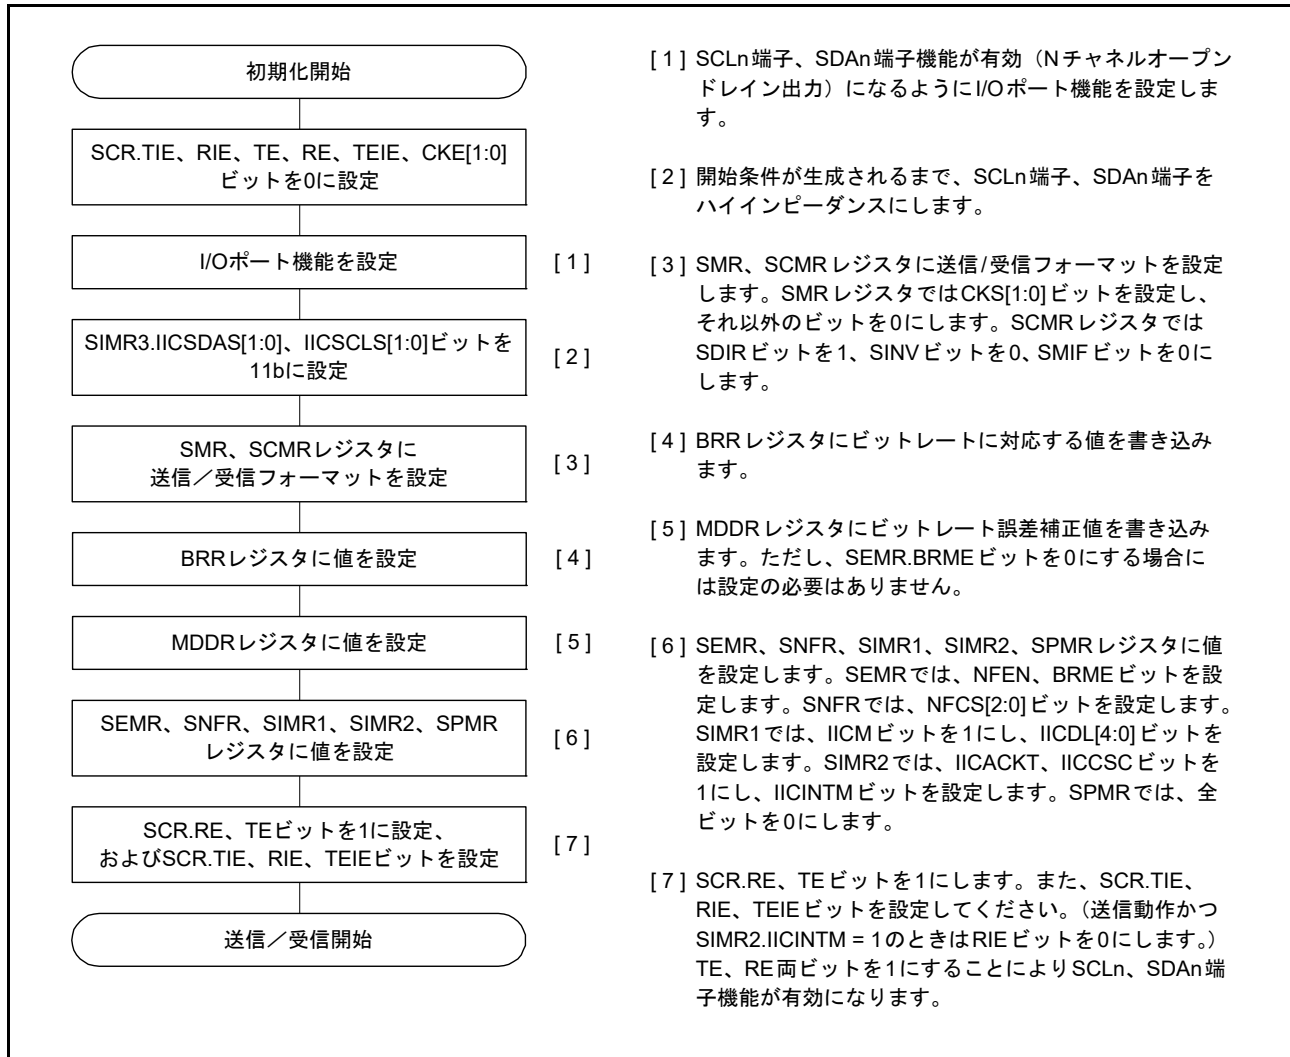 初期化開始
SCR.TIE、RIE、TE、RE、TEIE、CKE[1:0]
ビットを0に設定
I/Oポート機能を設定
[ 1 ]
SIMR3.IICSDAS[1:0]、IICSCLS[1:0]ビットを
11bに設定
[ 2 ]
SMR、SCMRレジスタに
送信／受信フォーマットを設定
[ 3 ]
BRRレジスタに値を設定
[ 4 ]
MDDRレジスタに値を設定
[ 5 ]
SEMR、SNFR、SIMR1、SIMR2、SPMR
レジスタに値を設定
[ 6 ]
SCR.RE、TEビットを1に設定、
およびSCR.TIE、RIE、TEIEビットを設定
[ 7 ]
送信／受信開始
[ 1 ] SCLn端子、SDAn端子機能が有効（Nチャネルオープン
ドレイン出力）になるようにI/Oポート機能を設定しま
す。
[ 2 ] 開始条件が生成されるまで、SCLn端子、SDAn端子を
ハイインピーダンスにします。
[ 3 ] SMR、SCMRレジスタに送信/受信フォーマットを設定
します。SMRレジスタではCKS[1:0]ビットを設定し、
それ以外のビットを0にします。SCMRレジスタでは
SDIRビットを1、SINVビットを0、SMIFビットを0に
します。
[ 4 ] BRRレジスタにビットレートに対応する値を書き込み
ます。
[ 5 ] MDDRレジスタにビットレート誤差補正値を書き込み
ます。ただし、SEMR.BRMEビットを0にする場合に
は設定の必要はありません。
[ 6 ] SEMR、SNFR、SIMR1、SIMR2、SPMRレジスタに値
を設定します。SEMRでは、NFEN、BRMEビットを設
定します。SNFRでは、NFCS[2:0]ビットを設定します。
SIMR1では、IICMビットを1にし、IICDL[4:0]ビットを
設定します。SIMR2では、IICACKT、IICCSCビットを
1にし、IICINTMビットを設定します。SPMRでは、全
ビットを0にします。
[ 7 ] SCR.RE、TEビットを1にします。また、SCR.TIE、
RIE、TEIEビットを設定してください。（送信動作かつ
SIMR2.IICINTM = 1のときはRIEビットを0にします。）
TE、RE両ビットを1にすることによりSCLn、SDAn端
子機能が有効になります。